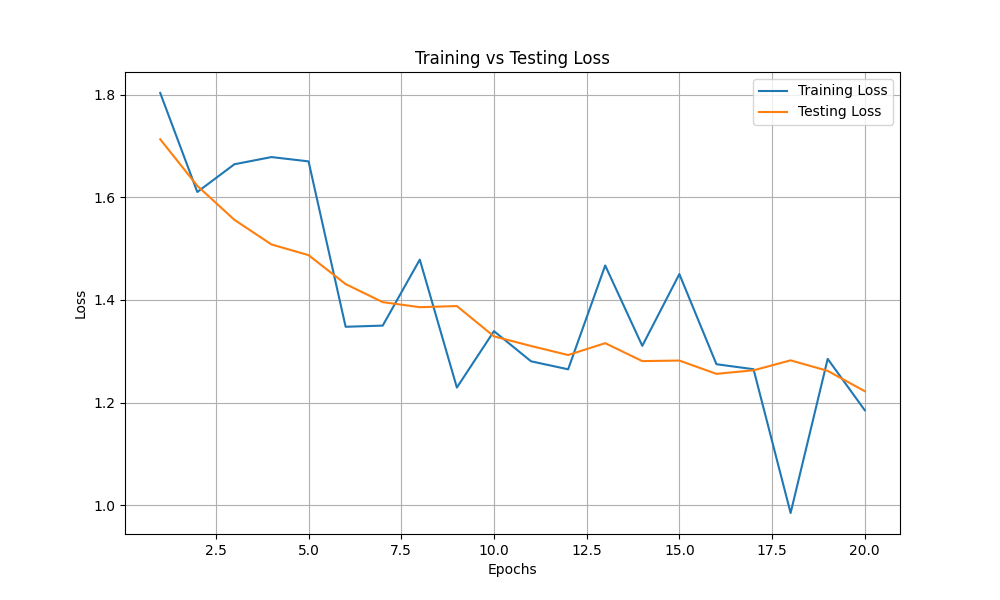 Training vs Testing Loss
Training Loss
Testing Loss
1.8
1.6
1.4
1.2
1.0
Loss
2.5 5.0 7.5 10.0 12.5 15.0 17.5 20.0
Epochs